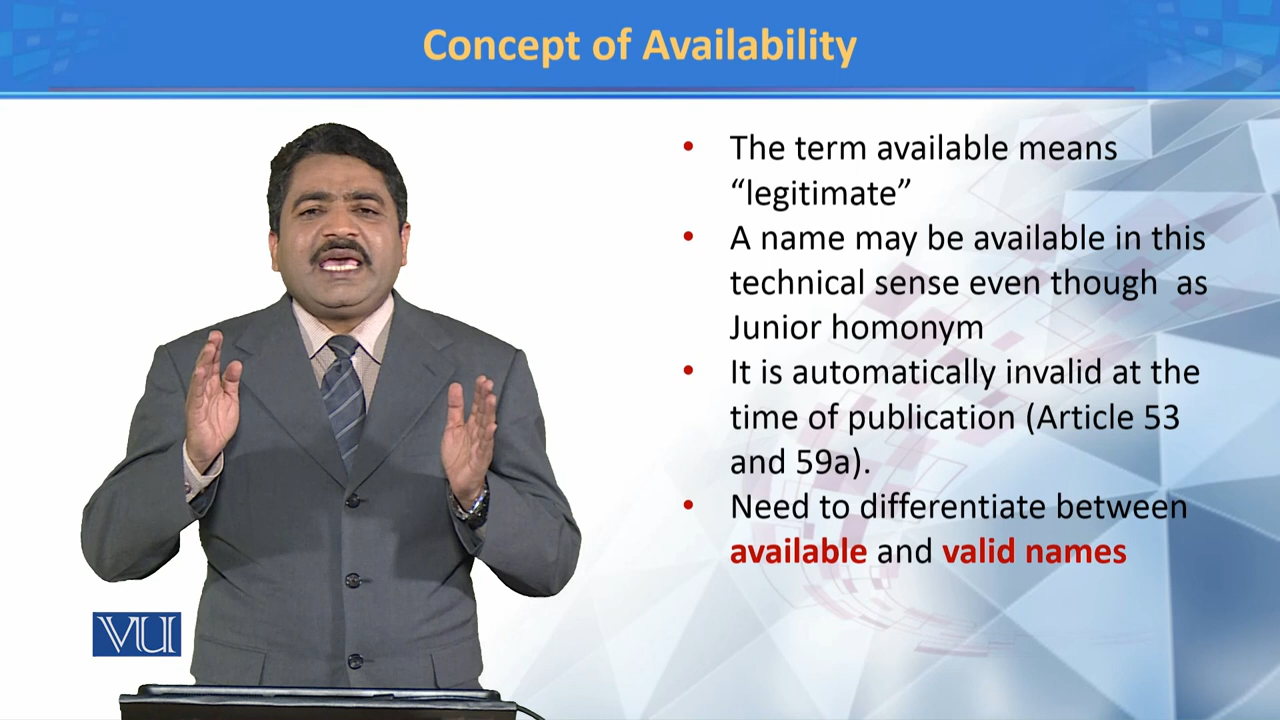 Concept of Availability
• The term available means
“legitimate”
• A name may be available in this
technical sense even though as
Junior homonym
• It is automatically invalid at the
time of publication (Article 53
and 59a).
• Need to differentiate between
available and valid names
VU